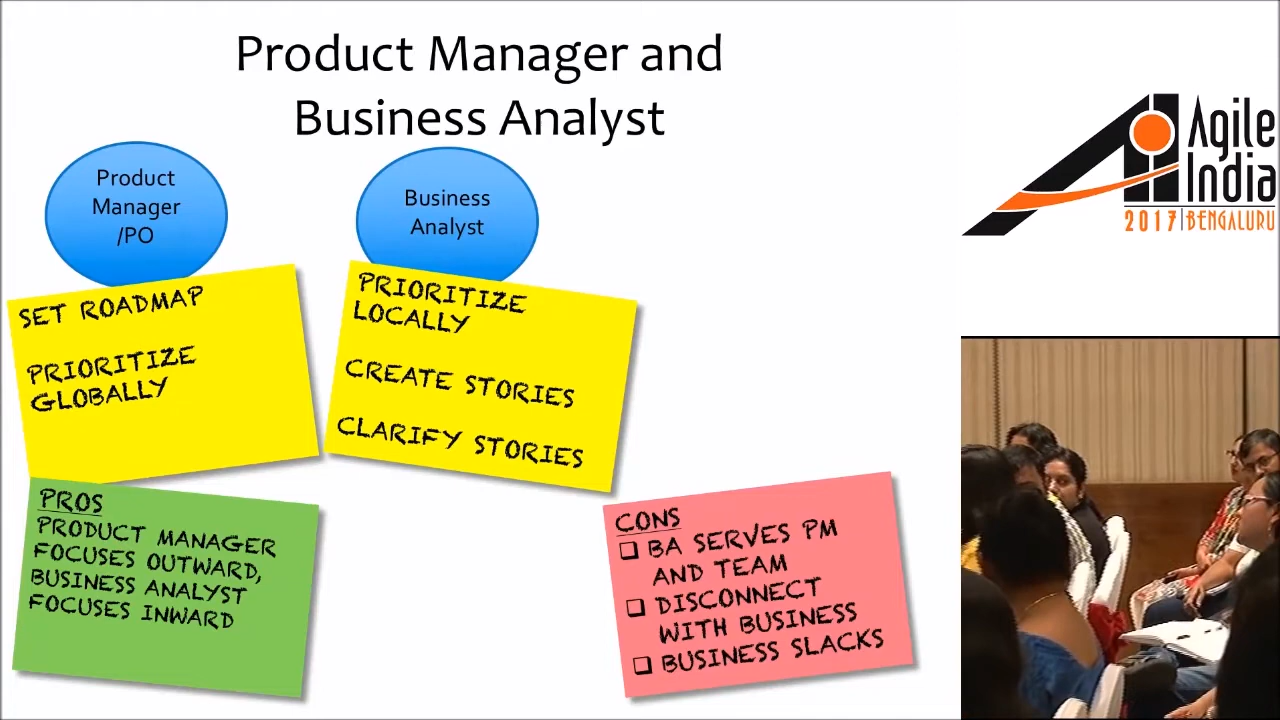 Product Manager and
Business Analyst
Product
Manager
/PO
Business
Analyst
SET ROADMAP
PRIORITIZE
GLOBALLY
PRIORITIZE
LOCALLY
CREATE STORIES
CLARIFY STORIES
PROS
PRODUCT MANAGER
FOCUSES OUTWARD,
BUSINESS ANALYST
FOCUSES INWARD
CONS
BA SERVES PM
AND TEAM
DISCONNECT
WITH BUSINESS
BUSINESS SLACKS
Agile
India
2017 | BENGALURU